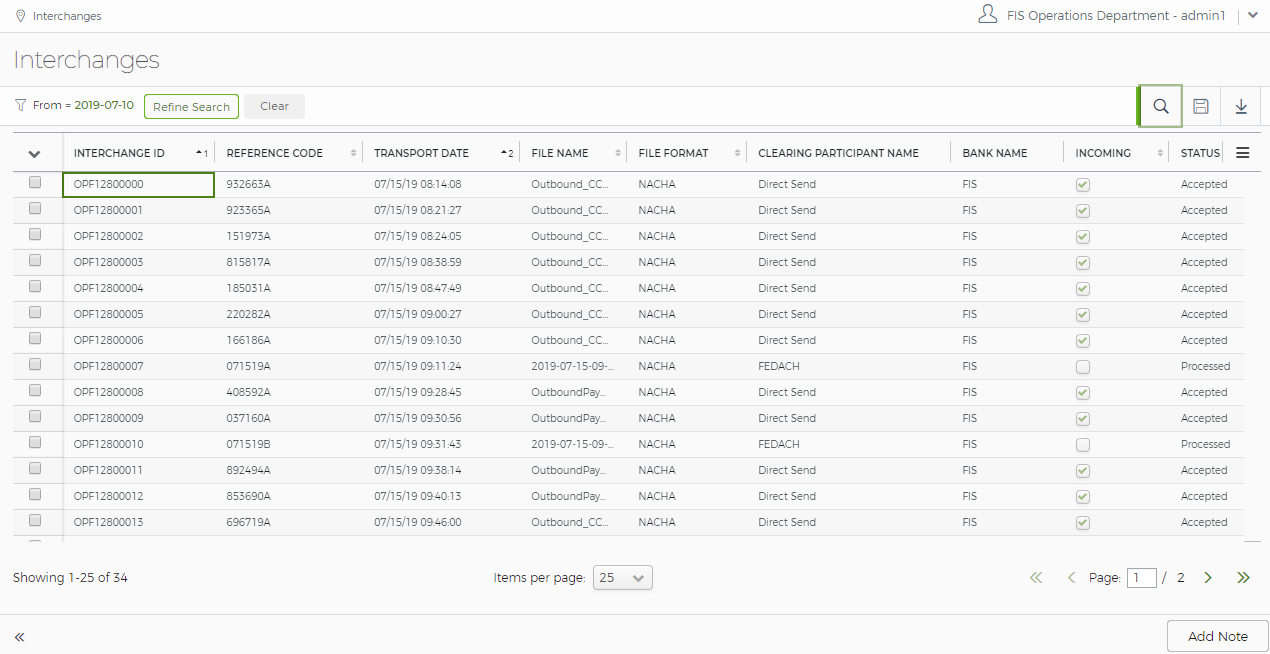 Interchanges
FIS Operations Department - admin1
Interchanges
From = 2019-07-10 Refine Search Clear
INTERCHANGE ID 1 REFERENCE CODE TRANSPORT DATE 2 FILE NAME FILE FORMAT CLEARING PARTICIPANT NAME BANK NAME INCOMING STATUS
OPF12800000 932663A 07/15/19 08:14:08 Outbound_CC... NACHA Direct Send FIS Accepted
OPF12800001 923365A 07/15/19 08:21:27 Outbound_CC... NACHA Direct Send FIS Accepted
OPF12800002 151973A 07/15/19 08:24:05 Outbound_CC... NACHA Direct Send FIS Accepted
OPF12800003 815817A 07/15/19 08:38:59 Outbound_CC... NACHA Direct Send FIS Accepted
OPF12800004 185031A 07/15/19 08:47:49 Outbound_CC... NACHA Direct Send FIS Accepted
OPF12800005 220282A 07/15/19 09:00:27 Outbound_CC... NACHA Direct Send FIS Accepted
OPF12800006 166186A 07/15/19 09:10:30 Outbound_CC... NACHA Direct Send FIS Accepted
OPF12800007 071519A 07/15/19 09:11:24 2019-07-15-09-... NACHA FEDACH FIS Processed
OPF12800008 408592A 07/15/19 09:28:45 OutboundPay... NACHA Direct Send FIS Accepted
OPF12800009 037160A 07/15/19 09:30:56 OutboundPay... NACHA Direct Send FIS Accepted
OPF12800010 071519B 07/15/19 09:31:43 2019-07-15-09-... NACHA FEDACH FIS Processed
OPF12800011 892494A 07/15/19 09:38:14 OutboundPay... NACHA Direct Send FIS Accepted
OPF12800012 853690A 07/15/19 09:40:13 OutboundPay... NACHA Direct Send FIS Accepted
OPF12800013 696719A 07/15/19 09:46:00 Outbound_CC... NACHA Direct Send FIS Accepted
Showing 1-25 of 34 Items per page: 25 Page: 1 / 2
Add Note